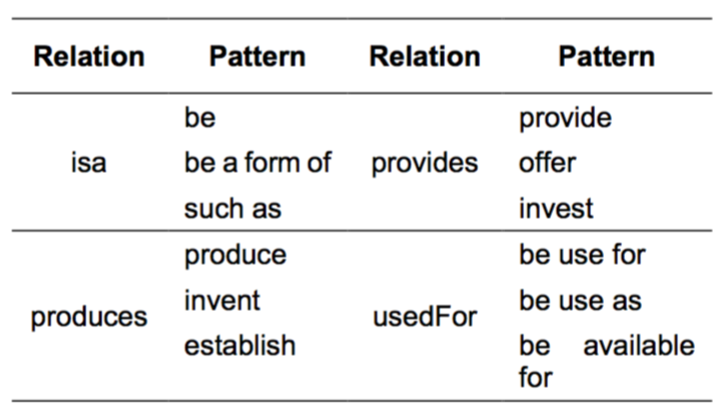 Relation Pattern Relation Pattern
be provide
isa be a form of provides offer
such as invest
produce be use for
produces invent usedFor be use as
establish be available
for